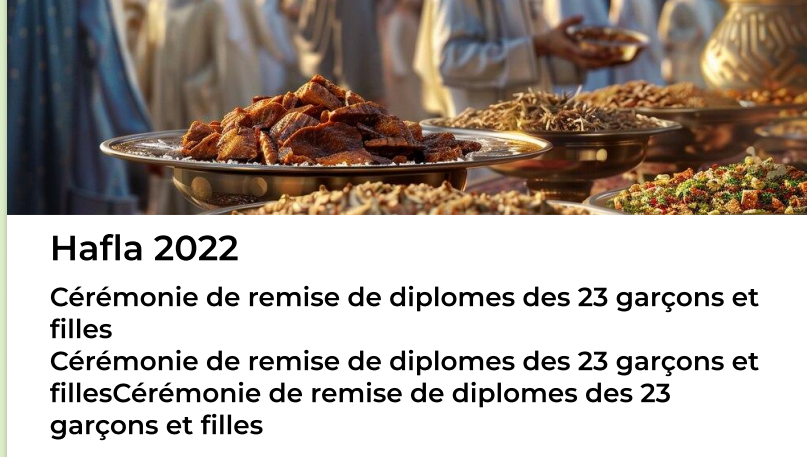 Hafla 2022
Cérémonie de remise de diplomes des 23 garçons et
filles
Cérémonie de remise de diplomes des 23 garçons et
fillesCérémonie de remise de diplomes des 23
garçons et filles